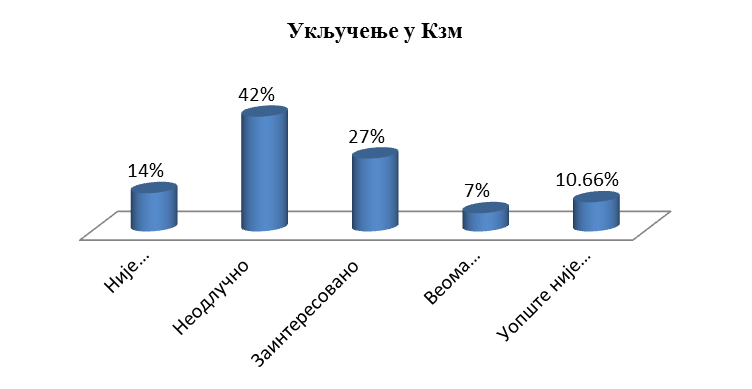 Укључење у Кзм
14%
42%
27%
7%
10.66%
Није...
Неодлучно
Заинтересовано
Веома...
Уопште није...